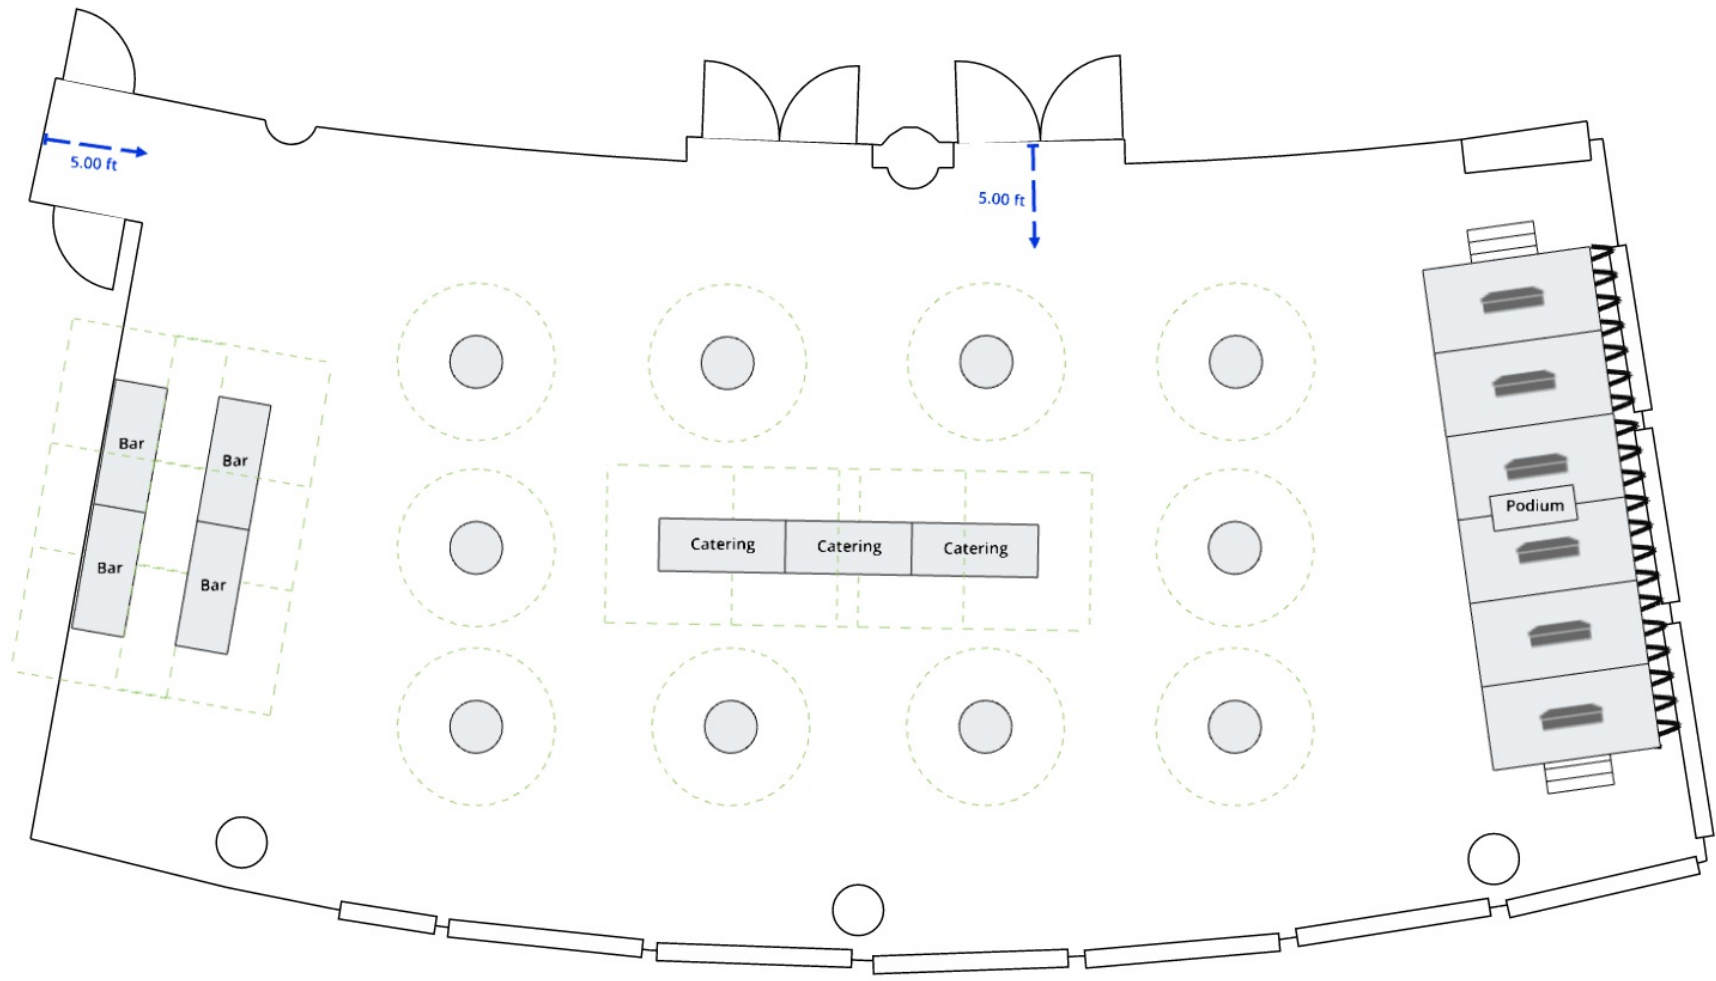 5.00 ft
5.00 ft
Bar
Bar
Podium
Catering
Catering
Catering
Bar
Bar